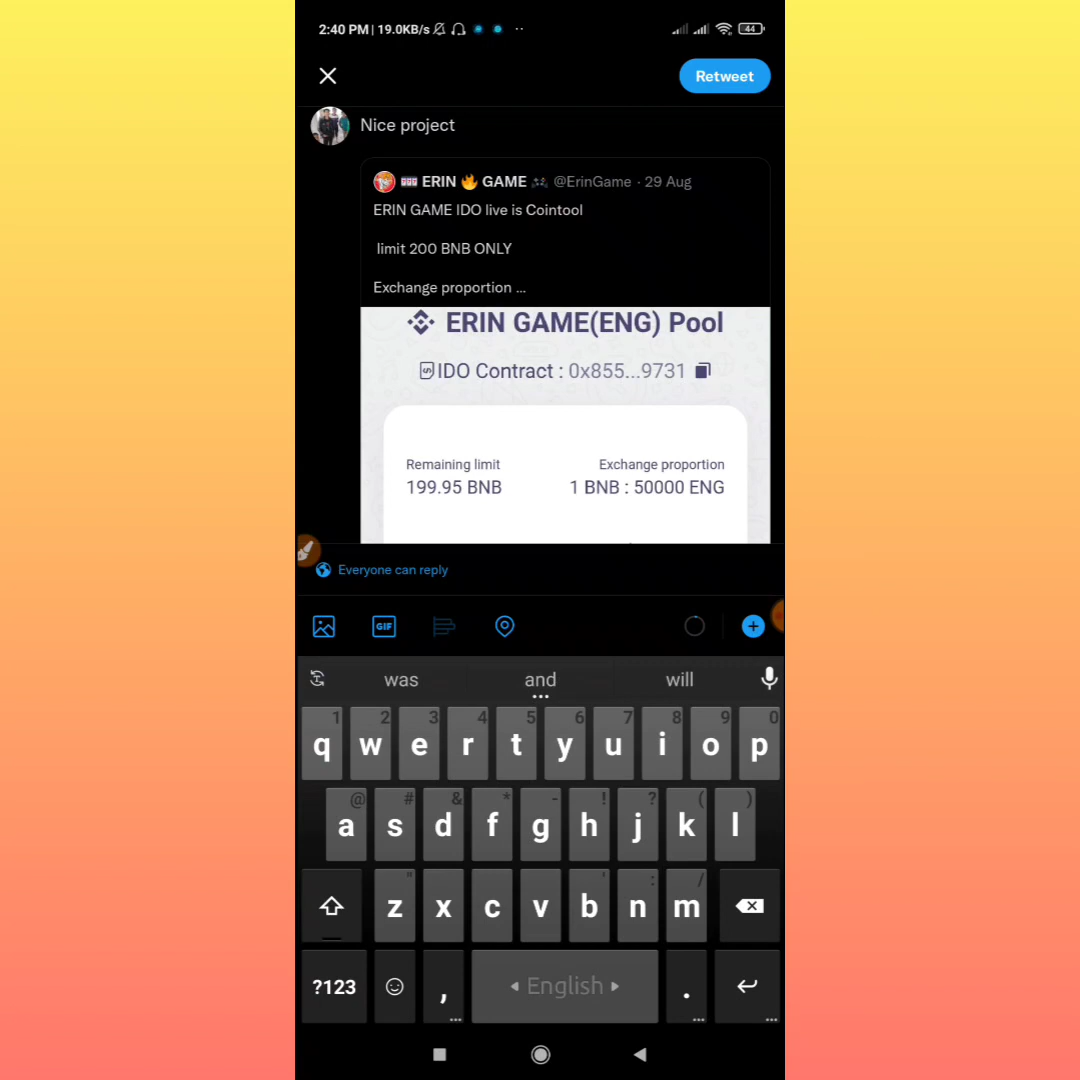 2:40 PM | 19.0KB/s
44
Retweet
Nice project
ERIN 🔥 GAME @ErinGame · 29 Aug
ERIN GAME IDO live is Cointool
limit 200 BNB ONLY
Exchange proportion ...
ERIN GAME(ENG) Pool
IDO Contract : 0x855...9731
Remaining limit Exchange proportion
199.95 BNB 1 BNB : 50000 ENG
Everyone can reply
GIF
was and will
1 2 3 4 5 6 7 8 9 0
q w e r t y u i o p
@ # & * - ! ? ( )
a s d f g h j k l
" ' : /
z x c v b n m
?123 , English .